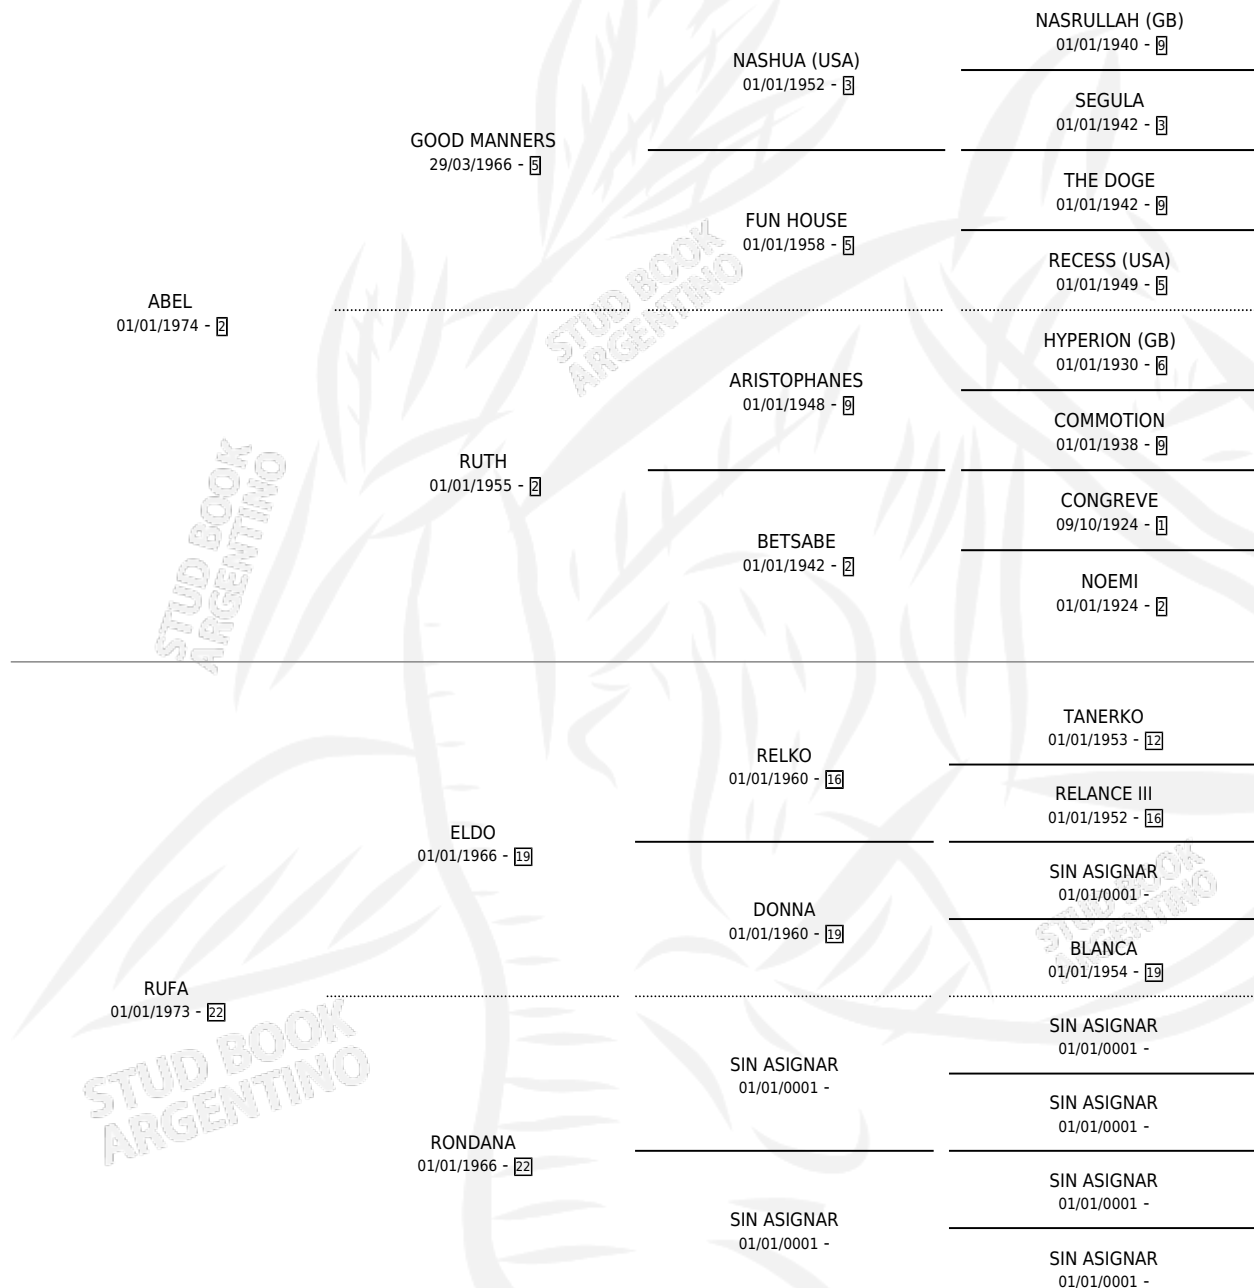 NASRULLAH (GB)
01/01/1940 - 9
NASHUA (USA)
01/01/1952 - 3
SEGULA
01/01/1942 - 3
GOOD MANNERS
29/03/1966 - 5
THE DOGE
01/01/1942 - 9
FUN HOUSE
01/01/1958 - 5
RECESS (USA)
01/01/1949 - 5
ABEL
01/01/1974 - 2
HYPERION (GB)
01/01/1930 - 6
ARISTOPHANES
01/01/1948 - 9
COMMOTION
01/01/1938 - 9
RUTH
01/01/1955 - 2
CONGREVE
09/10/1924 - 1
BETSABE
01/01/1942 - 2
NOEMI
01/01/1924 - 2
TANERKO
01/01/1953 - 12
RELKO
01/01/1960 - 16
RELANCE III
01/01/1952 - 16
ELDO
01/01/1966 - 19
SIN ASIGNAR
01/01/0001 -
DONNA
01/01/1960 - 19
BLANCA
01/01/1954 - 19
RUFA
01/01/1973 - 22
SIN ASIGNAR
01/01/0001 -
SIN ASIGNAR
01/01/0001 -
SIN ASIGNAR
01/01/0001 -
RONDANA
01/01/1966 - 22
SIN ASIGNAR
01/01/0001 -
SIN ASIGNAR
01/01/0001 -
SIN ASIGNAR
01/01/0001 -
STUD BOOK
ARGENTINO
STUD BOOK
ARGENTINO
STUD BOOK
ARGENTINO
STUD BOOK
ARGENTINO